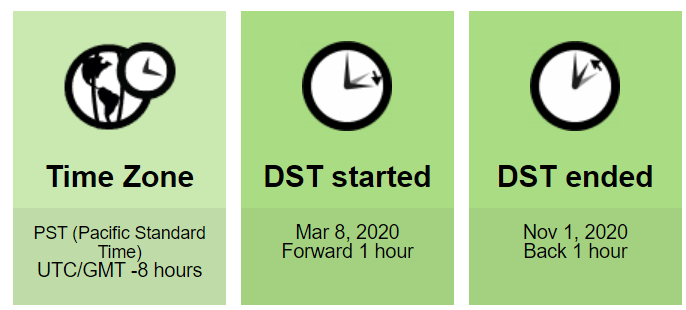 Time Zone
PST (Pacific Standard
Time)
UTC/GMT -8 hours
DST started
Mar 8, 2020
Forward 1 hour
DST ended
Nov 1, 2020
Back 1 hour